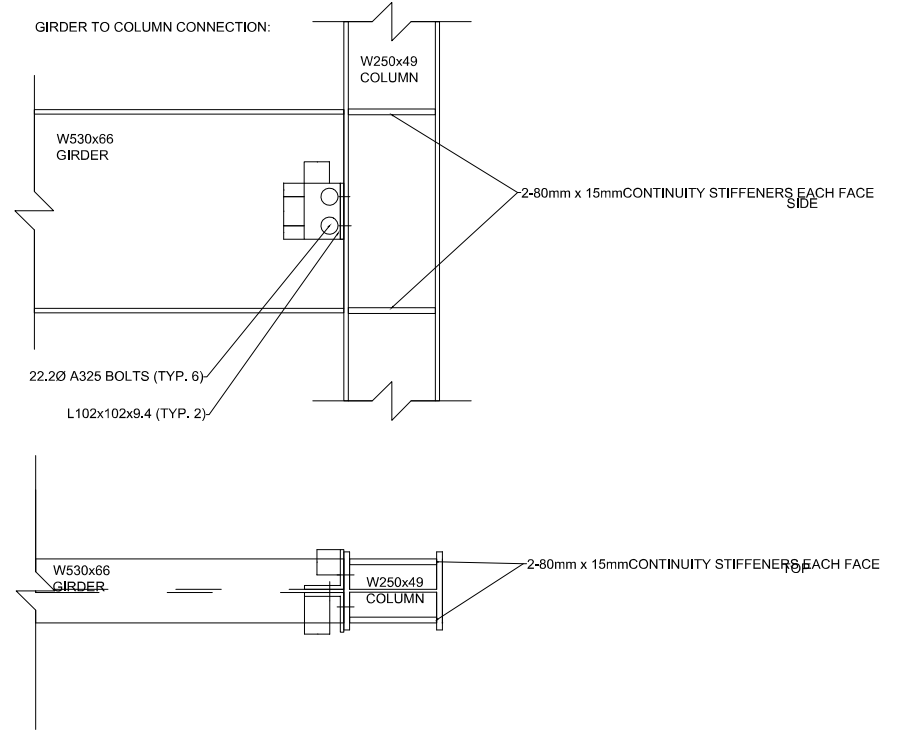 GIRDER TO COLUMN CONNECTION:
W250x49
COLUMN
W530x66
GIRDER
2-80mm x 15mmCONTINUITY STIFFENERS EACH FACE
SIDE
22.2Ø A325 BOLTS (TYP. 6)
L102x102x9.4 (TYP. 2)
W530x66
GIRDER
W250x49
COLUMN
2-80mm x 15mmCONTINUITY STIFFENERS EACH FACE
TOP